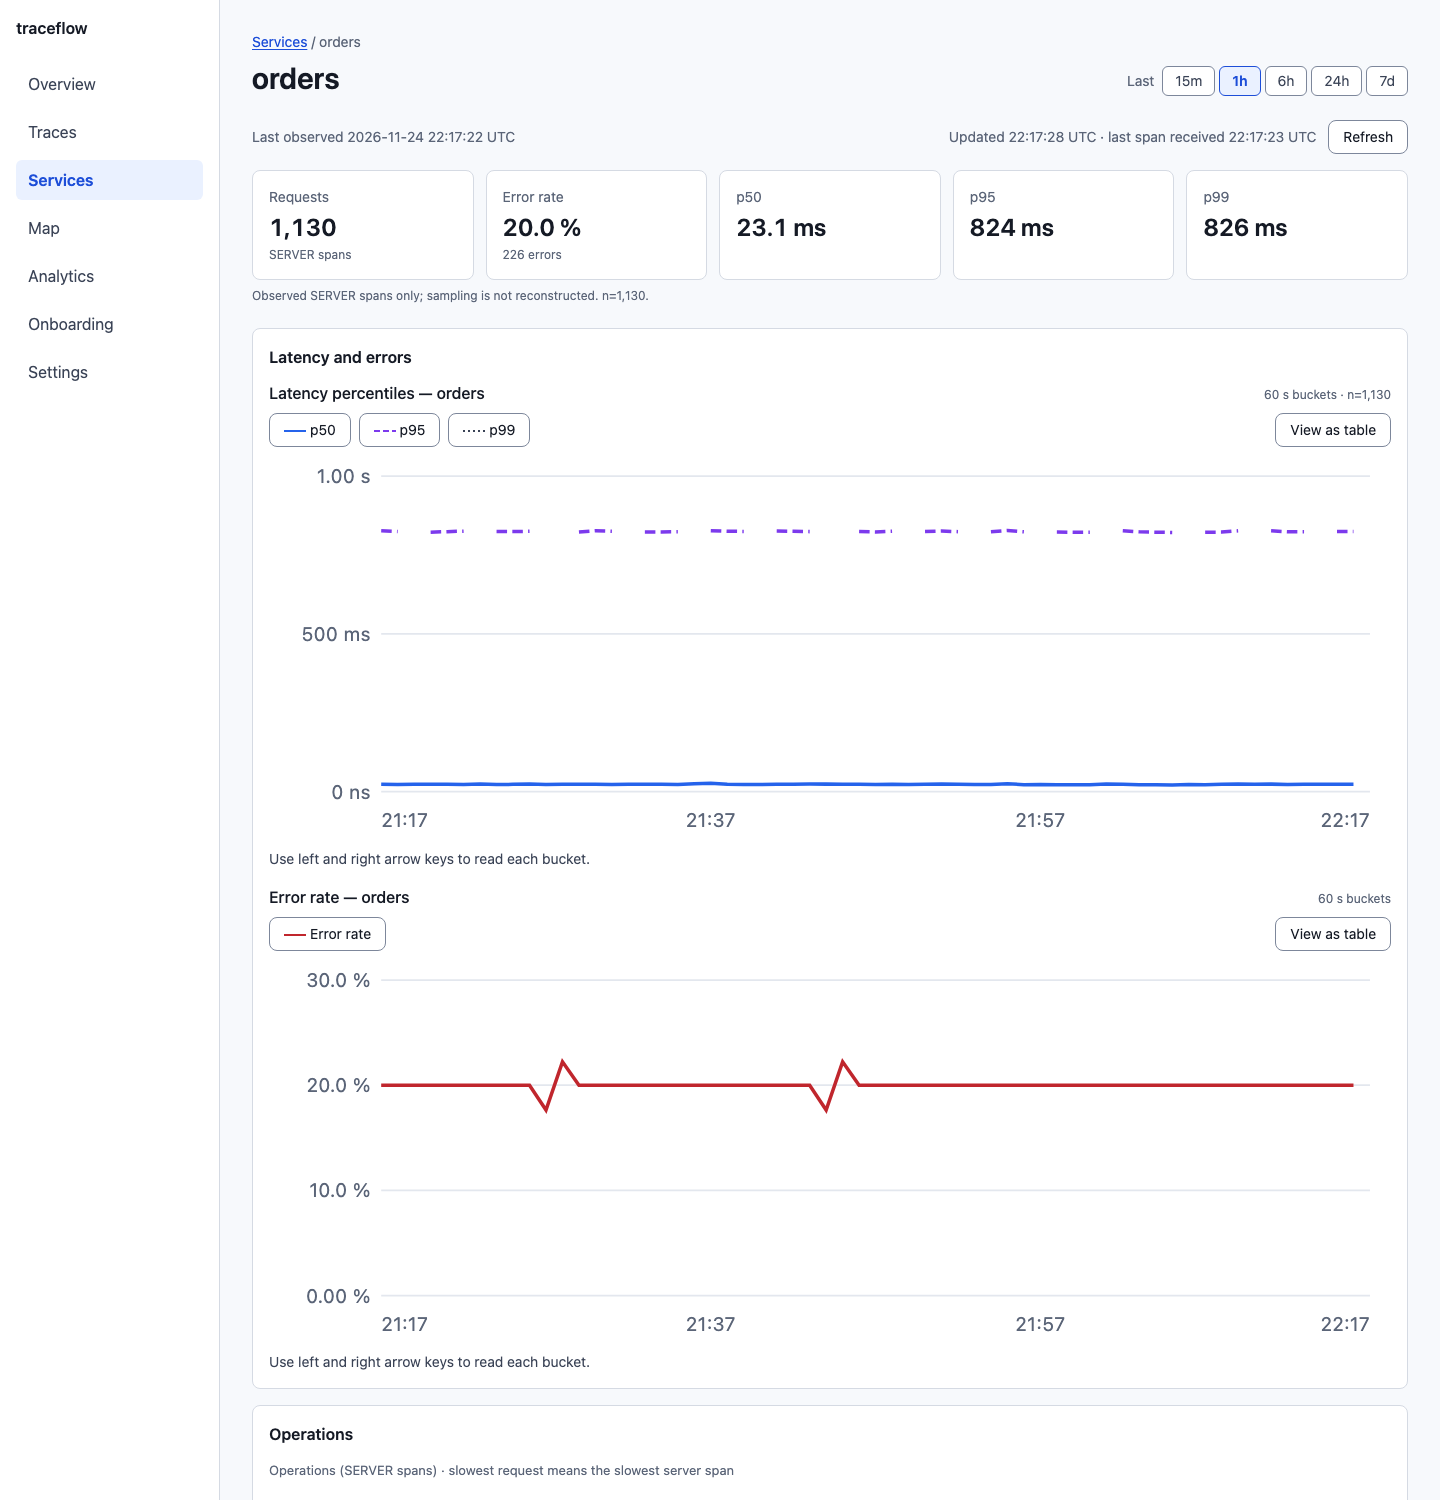 traceflow
Overview
Traces
Services
Map
Analytics
Onboarding
Settings
Services / orders
orders
Last 15m 1h 6h 24h 7d
Last observed 2026-11-24 22:17:22 UTC
Updated 22:17:28 UTC · last span received 22:17:23 UTC Refresh
Requests
1,130
SERVER spans
Error rate
20.0 %
226 errors
p50
23.1 ms
p95
824 ms
p99
826 ms
Observed SERVER spans only; sampling is not reconstructed. n=1,130.
Latency and errors
Latency percentiles — orders
60 s buckets · n=1,130
p50 p95 p99
View as table
1.00 s
500 ms
0 ns
21:17 21:37 21:57 22:17
Use left and right arrow keys to read each bucket.
Error rate — orders
60 s buckets
Error rate
View as table
30.0 %
20.0 %
10.0 %
0.00 %
21:17 21:37 21:57 22:17
Use left and right arrow keys to read each bucket.
Operations
Operations (SERVER spans) · slowest request means the slowest server span